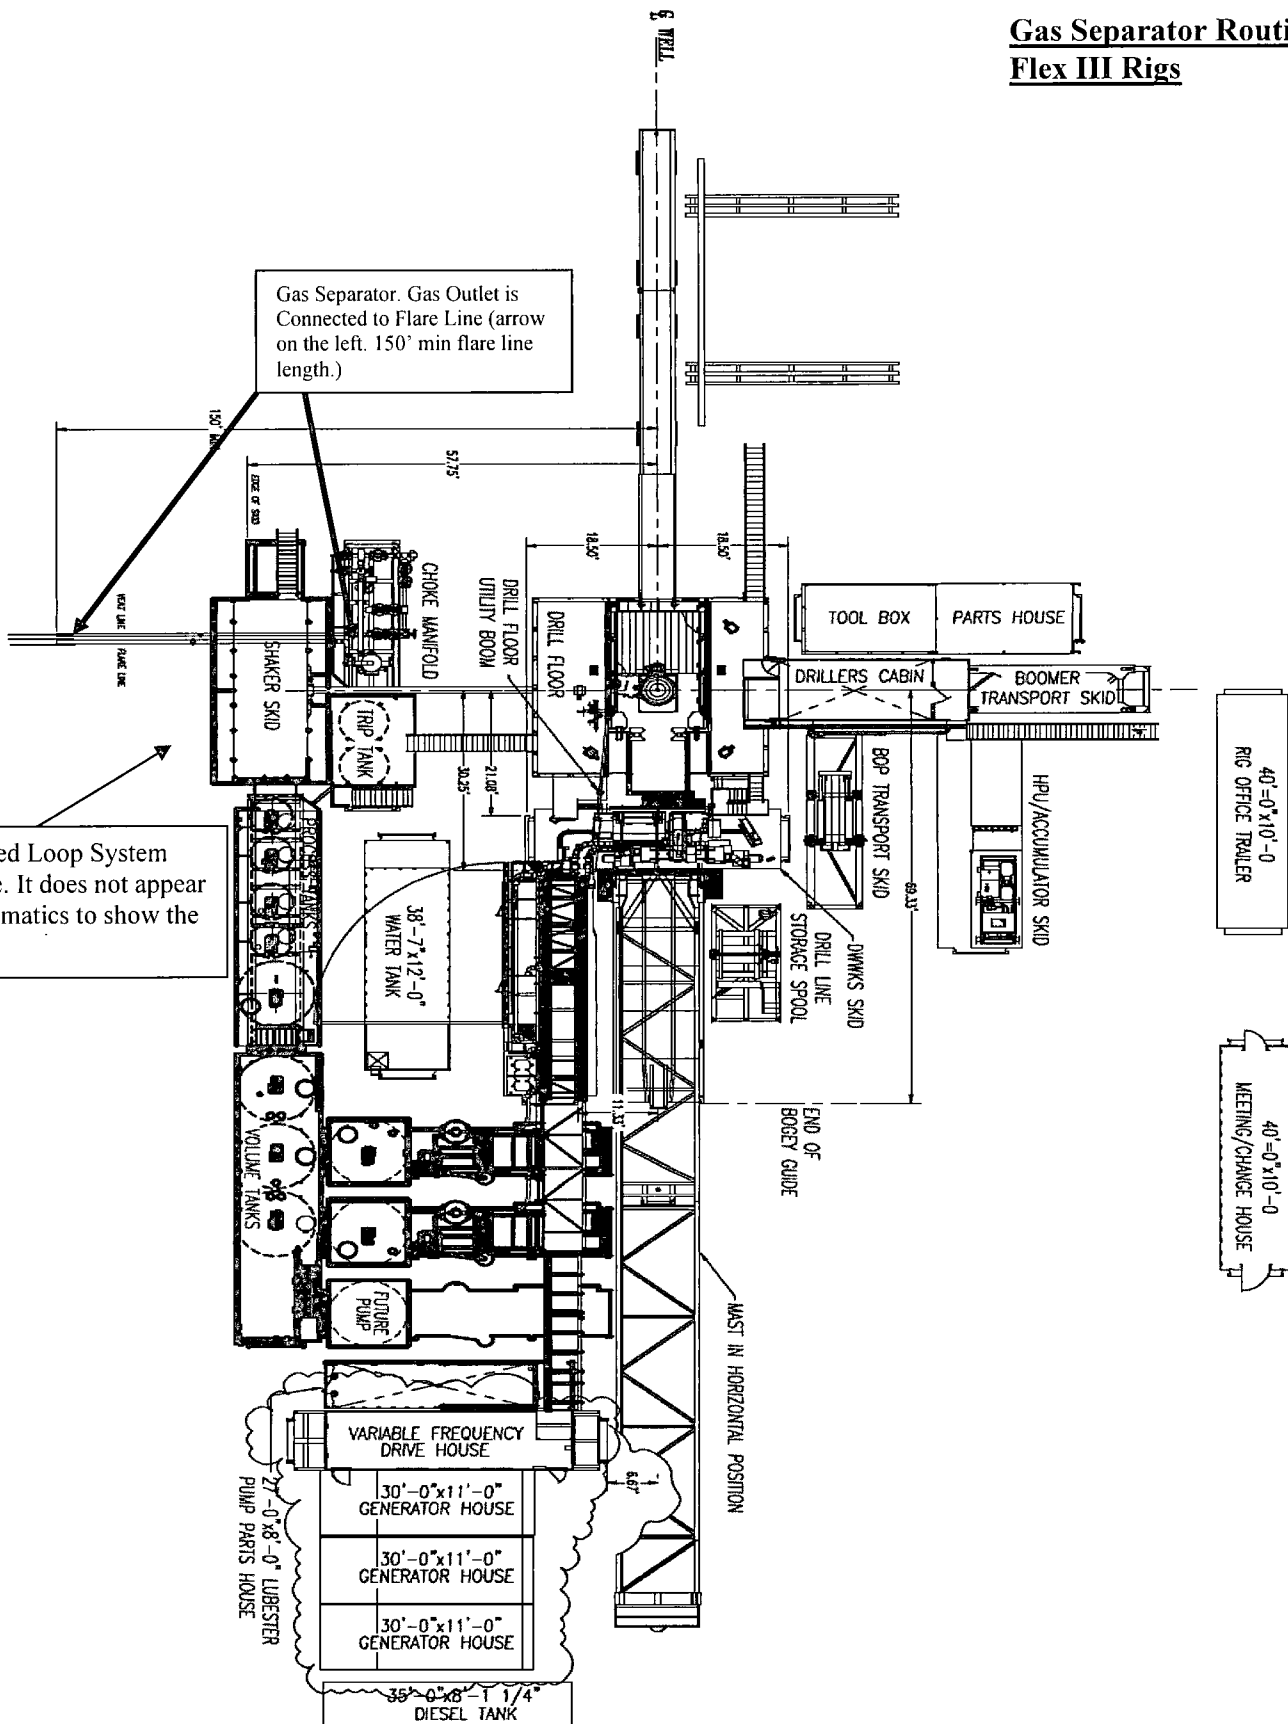 Gas Separator Routi
Flex III Rigs
℄ WELL
Gas Separator. Gas Outlet is
Connected to Flare Line (arrow
on the left. 150' min flare line
length.)
150'
57.75'
EDGE OF SKID
18.50'
18.50'
VENT LINE
FLARE LINE
CHOKE MANIFOLD
DRILL FLOOR
UTILITY BOOM
DRILL FLOOR
SHAKER SKID
TRIP TANK
30.25'
21.08'
TOOL BOX
PARTS HOUSE
DRILLERS CABIN
BOOMER
TRANSPORT SKID
BOP TRANSPORT SKID
HPU/ACCUMULATOR SKID
40'=0"x10'-0
RIG OFFICE TRAILER
69.33'
ed Loop System
e. It does not appear
matics to show the
38'-7"x12'-0"
WATER TANK
DWWKS SKID
DRILL LINE
STORAGE SPOOL
11.33'
END OF
BOGEY GUIDE
40'=0"x10'-0
MEETING/CHANGE HOUSE
VOLUME TANKS
FUTURE
PUMP
MAST IN HORIZONTAL POSITION
VARIABLE FREQUENCY
DRIVE HOUSE
6.67'
27'-0"x8'-0" LUBESTER
PUMP PARTS HOUSE
30'-0"x11'-0"
GENERATOR HOUSE
30'-0"x11'-0"
GENERATOR HOUSE
30'-0"x11'-0"
GENERATOR HOUSE
35'-0"x8'-1 1/4"
DIESEL TANK